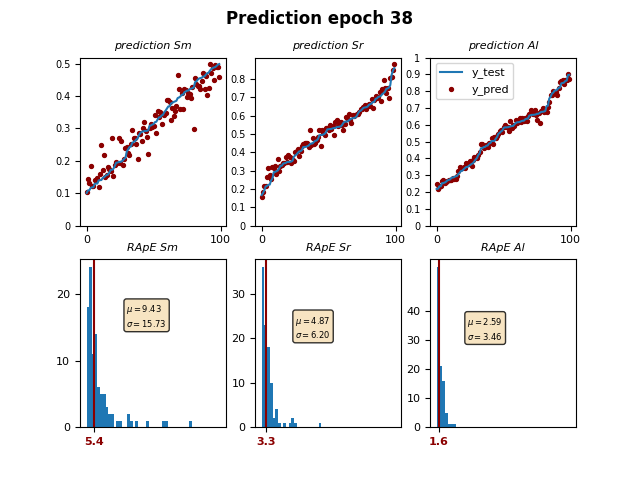 Prediction epoch 38
prediction Sm
prediction Sr
prediction Al
0.5
0.4
0.3
0.2
0.1
0
0 100
0.8
0.7
0.6
0.5
0.4
0.3
0.2
0.1
0
0 100
1
0.9
0.8
0.7
0.6
0.5
0.4
0.3
0.2
0.1
0
0 100
y_test
y_pred
RApE Sm
RApE Sr
RApE Al
20
10
0
μ = 9.43
σ = 15.73
5.4
30
20
10
0
μ = 4.87
σ = 6.20
3.3
40
30
20
10
0
μ = 2.59
σ = 3.46
1.6